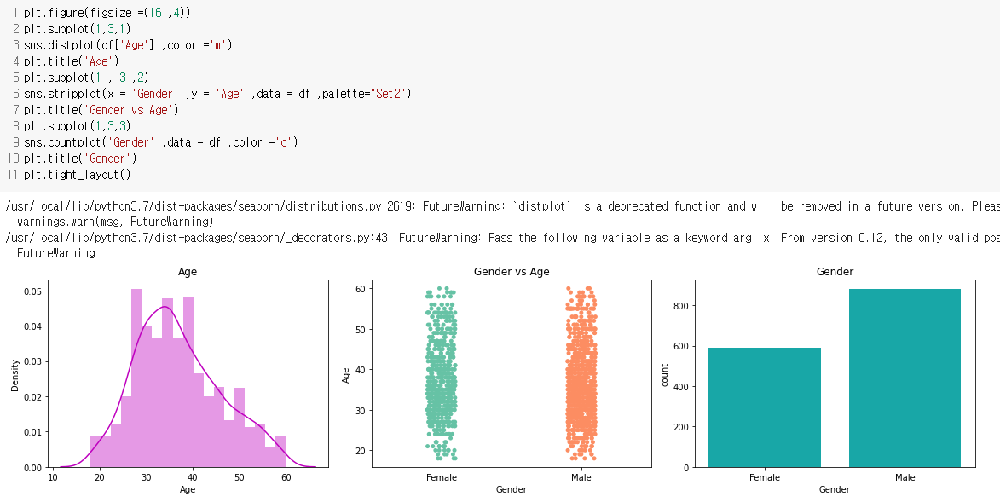 1 plt.figure(figsize =(16 ,4))
2 plt.subplot(1,3,1)
3 sns.distplot(df['Age'] ,color ='m')
4 plt.title('Age')
5 plt.subplot(1 , 3 ,2)
6 sns.stripplot(x = 'Gender' ,y = 'Age' ,data = df ,palette="Set2")
7 plt.title('Gender vs Age')
8 plt.subplot(1,3,3)
9 sns.countplot('Gender' ,data = df ,color ='c')
10 plt.title('Gender')
11 plt.tight_layout()
/usr/local/lib/python3.7/dist-packages/seaborn/distributions.py:2619: FutureWarning: `distplot` is a deprecated function and will be removed in a future version. Pleas
warnings.warn(msg, FutureWarning)
/usr/local/lib/python3.7/dist-packages/seaborn/_decorators.py:43: FutureWarning: Pass the following variable as a keyword arg: x. From version 0.12, the only valid pos
FutureWarning
Age
0.05
0.04
0.03
0.02
0.01
0.00
Density
10 20 30 40 50 60
Age
Gender vs Age
60
50
40
30
20
Age
Female Male
Gender
Gender
800
600
400
200
0
count
Female Male
Gender